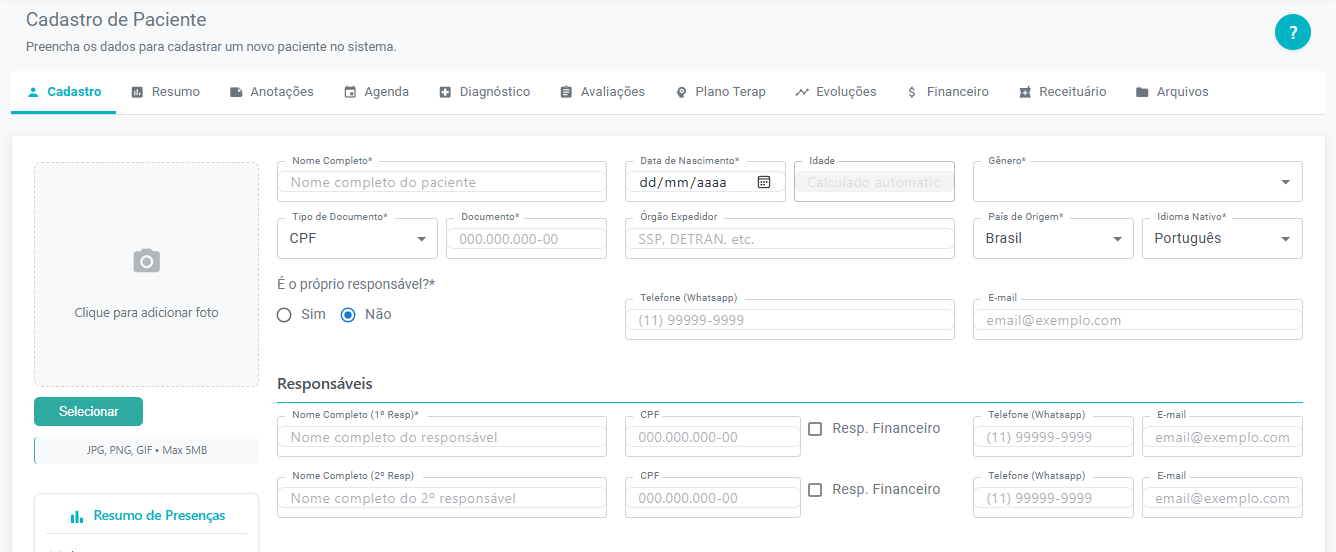 Cadastro de Paciente
Preencha os dados para cadastrar um novo paciente no sistema.
?
Cadastro Resumo Anotações Agenda Diagnóstico Avaliações Plano Terap Evoluções Financeiro Receituário Arquivos
Nome Completo* Data de Nascimento* Idade Gênero*
Nome completo do paciente dd/mm/aaaa Calculado automatic
Tipo de Documento* Documento* Órgão Expedidor País de Origem* Idioma Nativo*
CPF 000.000.000-00 SSP, DETRAN, etc. Brasil Português
Clique para adicionar foto
É o próprio responsável?*
Sim Não
Telefone (Whatsapp) E-mail
(11) 99999-9999 email@exemplo.com
Selecionar
JPG, PNG, GIF • Max 5MB
Responsáveis
Nome Completo (1º Resp)* CPF Telefone (Whatsapp) E-mail
Nome completo do responsável 000.000.000-00 Resp. Financeiro (11) 99999-9999 email@exemplo.com
Nome Completo (2º Resp) CPF Telefone (Whatsapp) E-mail
Nome completo do 2º responsável 000.000.000-00 Resp. Financeiro (11) 99999-9999 email@exemplo.com
Resumo de Presenças